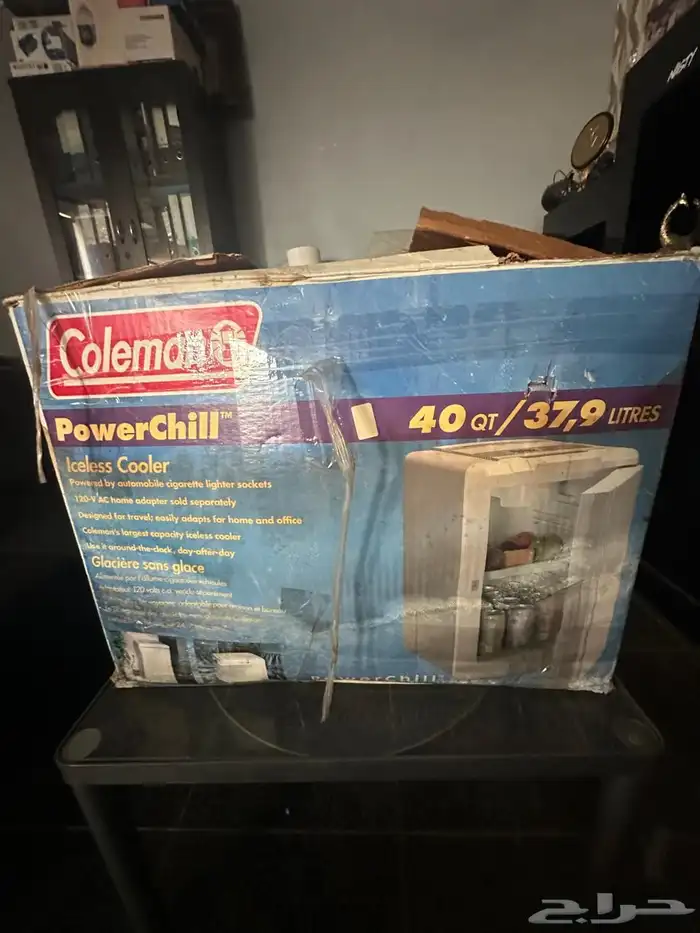 Coleman
PowerChill™
40 QT/37,9 LITRES
Iceless Cooler
Powered by automobile cigarette lighter sockets
120-V AC home adapter sold separately
Designed for travel; easily adapts for home and office
Coleman's largest capacity iceless cooler
Use it around-the-clock, day-after-day
Glacière sans glace
PowerChill
حراج